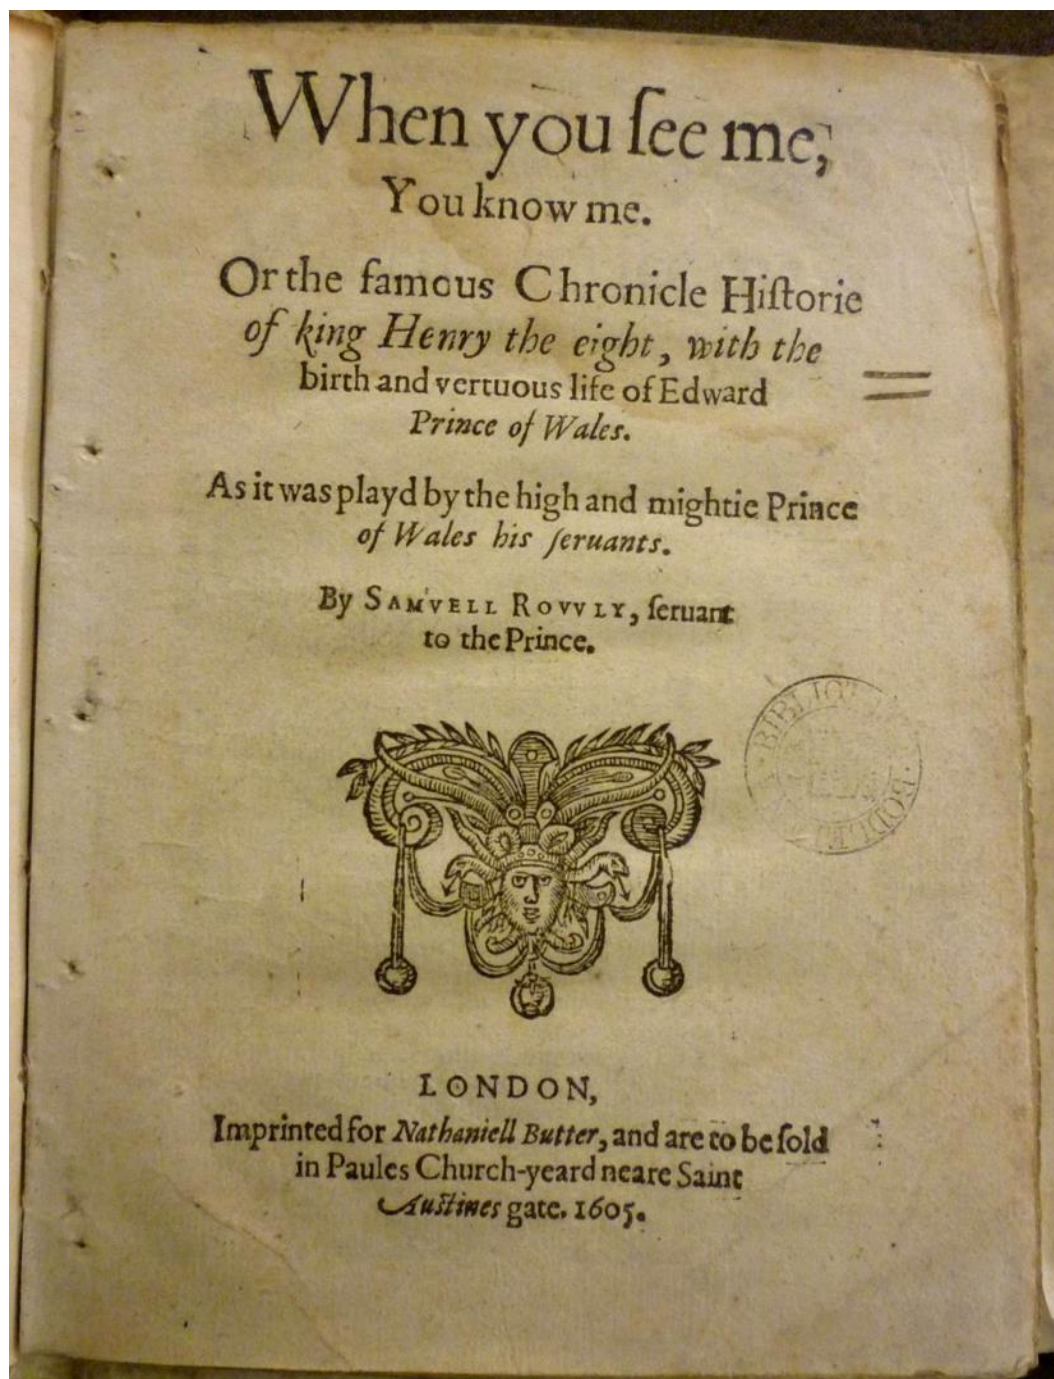 When you ſee me,
You know me.
Or the famous Chronicle Hiſtorie
of king Henry the eight, with the
birth and vertuous life of Edward
Prince of Wales.
As it was playd by the high and mightie Prince
of Wales his ſeruants.
By SAMVELL ROVVLY, ſeruant
to the Prince.
LONDON,
Imprinted for Nathaniell Butter, and are to be ſold
in Paules Church-yeard neare Saint
Auſtines gate. 1605.